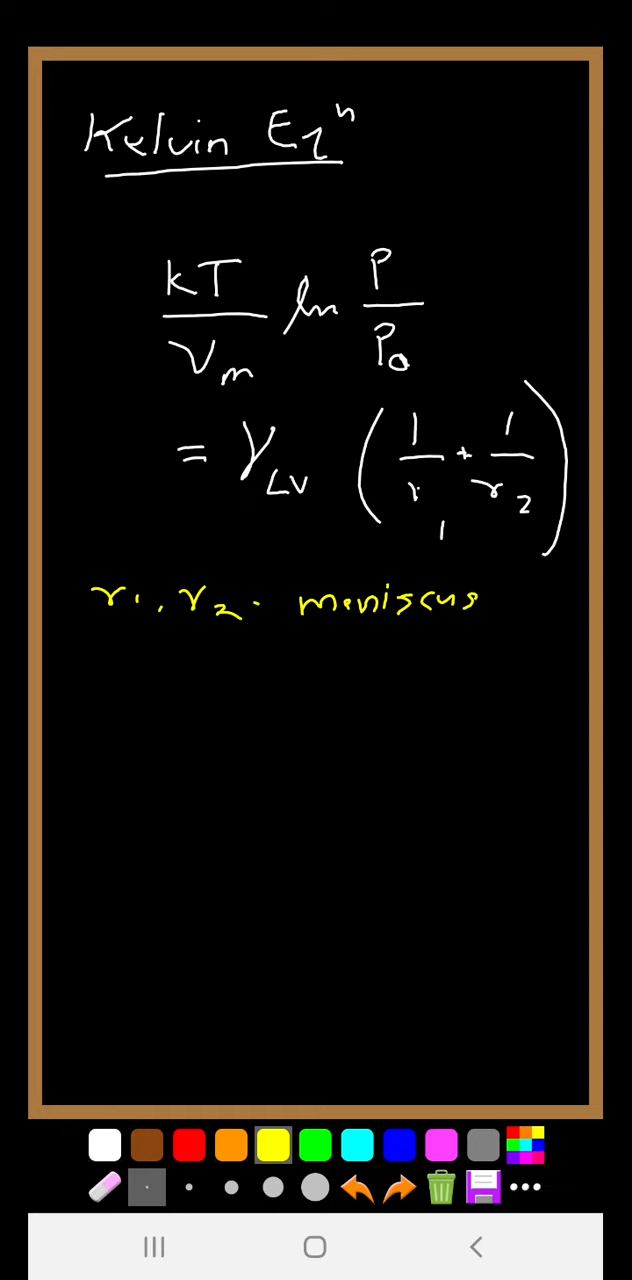 Kelvin Eqⁿ
kT/Vm ln P/P₀
= γLV (1/r₁ + 1/r₂)
r₁, r₂. meniscus